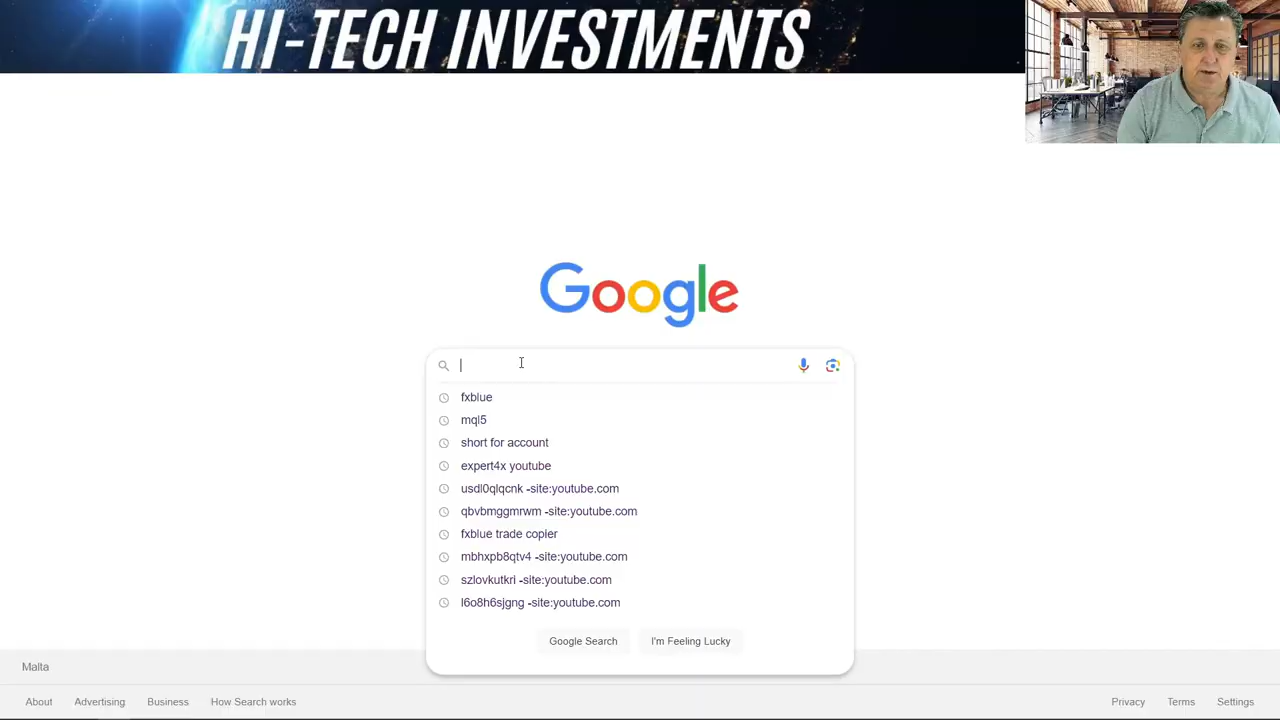 HI-TECH INVESTMENTS
Google
fxblue
mql5
short for account
expert4x youtube
usdl0qlqcnk -site:youtube.com
qbvbmggmrwm -site:youtube.com
fxblue trade copier
mbhxpb8qtv4 -site:youtube.com
szlovkutkri -site:youtube.com
l6o8h6sjgng -site:youtube.com
Google Search I'm Feeling Lucky
Malta
About Advertising Business How Search works Privacy Terms Settings